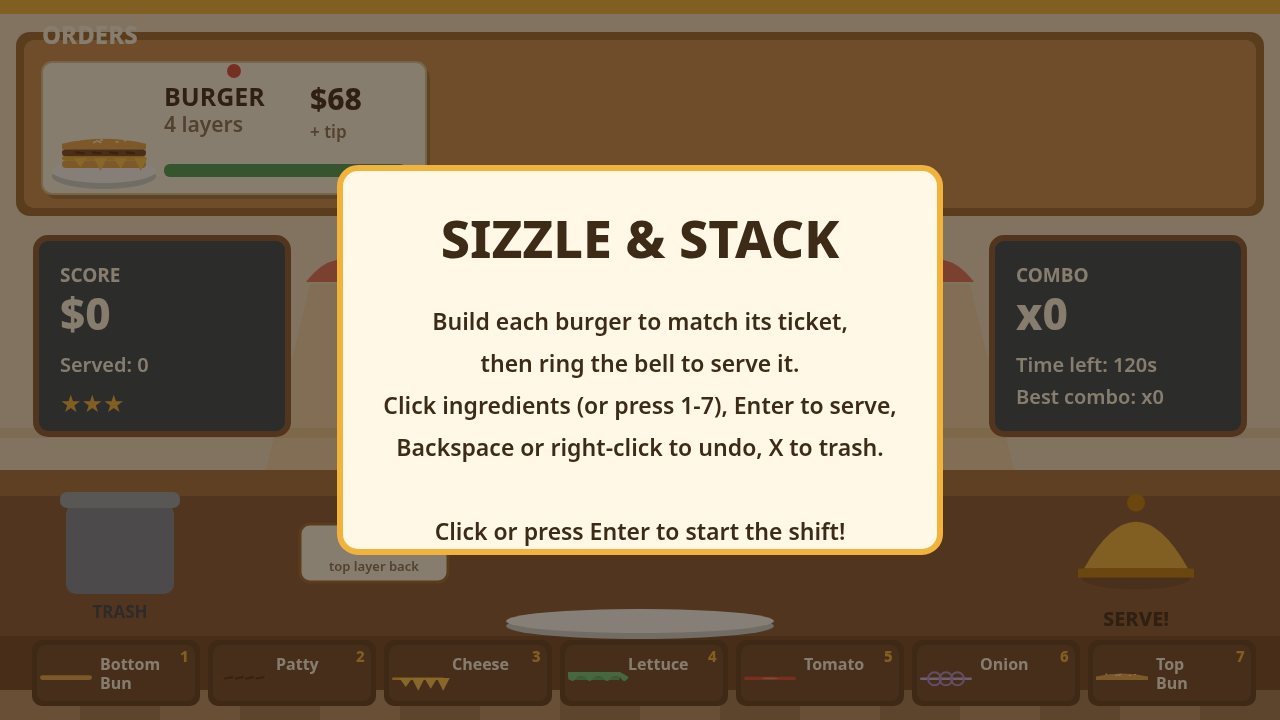 ORDERS
BURGER
$68
4 layers
+ tip
SIZZLE & STACK
Build each burger to match its ticket,
then ring the bell to serve it.
Click ingredients (or press 1-7), Enter to serve,
Backspace or right-click to undo, X to trash.
Click or press Enter to start the shift!
SCORE
$0
Served: 0
★★★
COMBO
x0
Time left: 120s
Best combo: x0
top layer back
TRASH
SERVE!
Bottom
Bun
1
Patty
2
Cheese
3
Lettuce
4
Tomato
5
Onion
6
Top
Bun
7